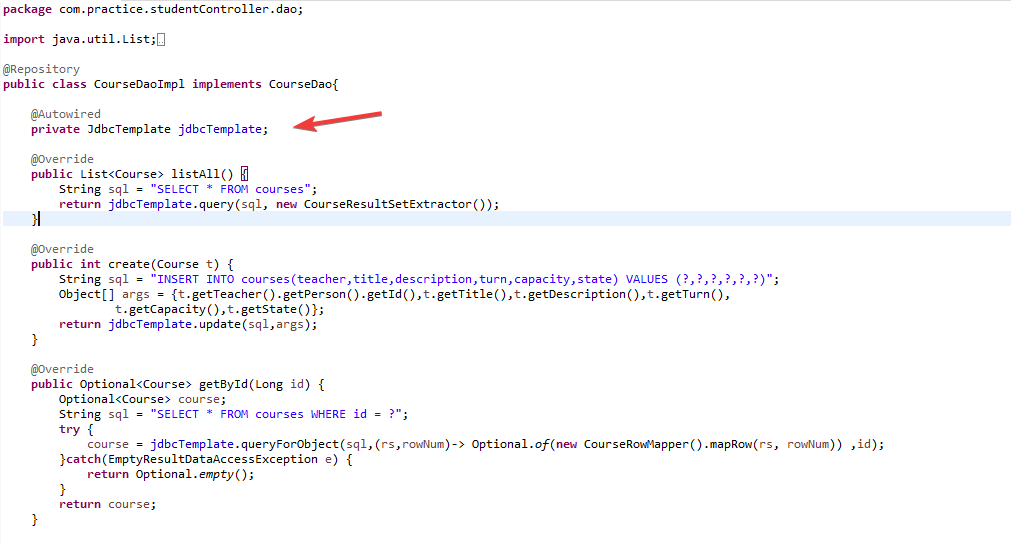 package com.practice.studentController.dao;
import java.util.List;
@Repository
public class CourseDaoImpl implements CourseDao{
@Autowired
private JdbcTemplate jdbcTemplate;
@Override
public List<Course> listAll() {
String sql = "SELECT * FROM courses";
return jdbcTemplate.query(sql, new CourseResultSetExtractor());
}
@Override
public int create(Course t) {
String sql = "INSERT INTO courses(teacher,title,description,turn,capacity,state) VALUES (?,?,?,?,?,?)";
Object[] args = {t.getTeacher().getPerson().getId(),t.getTitle(),t.getDescription(),t.getTurn(),
t.getCapacity(),t.getState()};
return jdbcTemplate.update(sql,args);
}
@Override
public Optional<Course> getById(Long id) {
Optional<Course> course;
String sql = "SELECT * FROM courses WHERE id = ?";
try {
course = jdbcTemplate.queryForObject(sql,(rs,rowNum)-> Optional.of(new CourseRowMapper().mapRow(rs, rowNum)) ,id);
}catch(EmptyResultDataAccessException e) {
return Optional.empty();
}
return course;
}